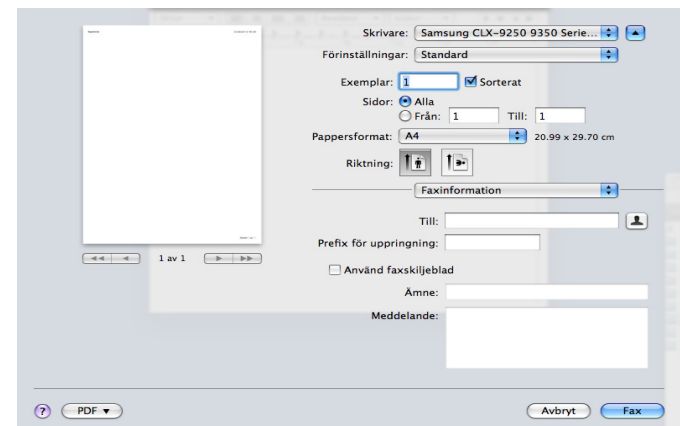 Skrivare: Samsung CLX-9250 9350 Serie...
Förinställningar: Standard
Exemplar: 1 Sorterat
Sidor: Alla
Från: 1 Till: 1
Pappersformat: A4 20.99 x 29.70 cm
Riktning:
Faxinformation
Till:
Prefix för uppringning:
1 av 1
Använd faxskiljeblad
Ämne:
Meddelande:
? PDF Avbryt Fax